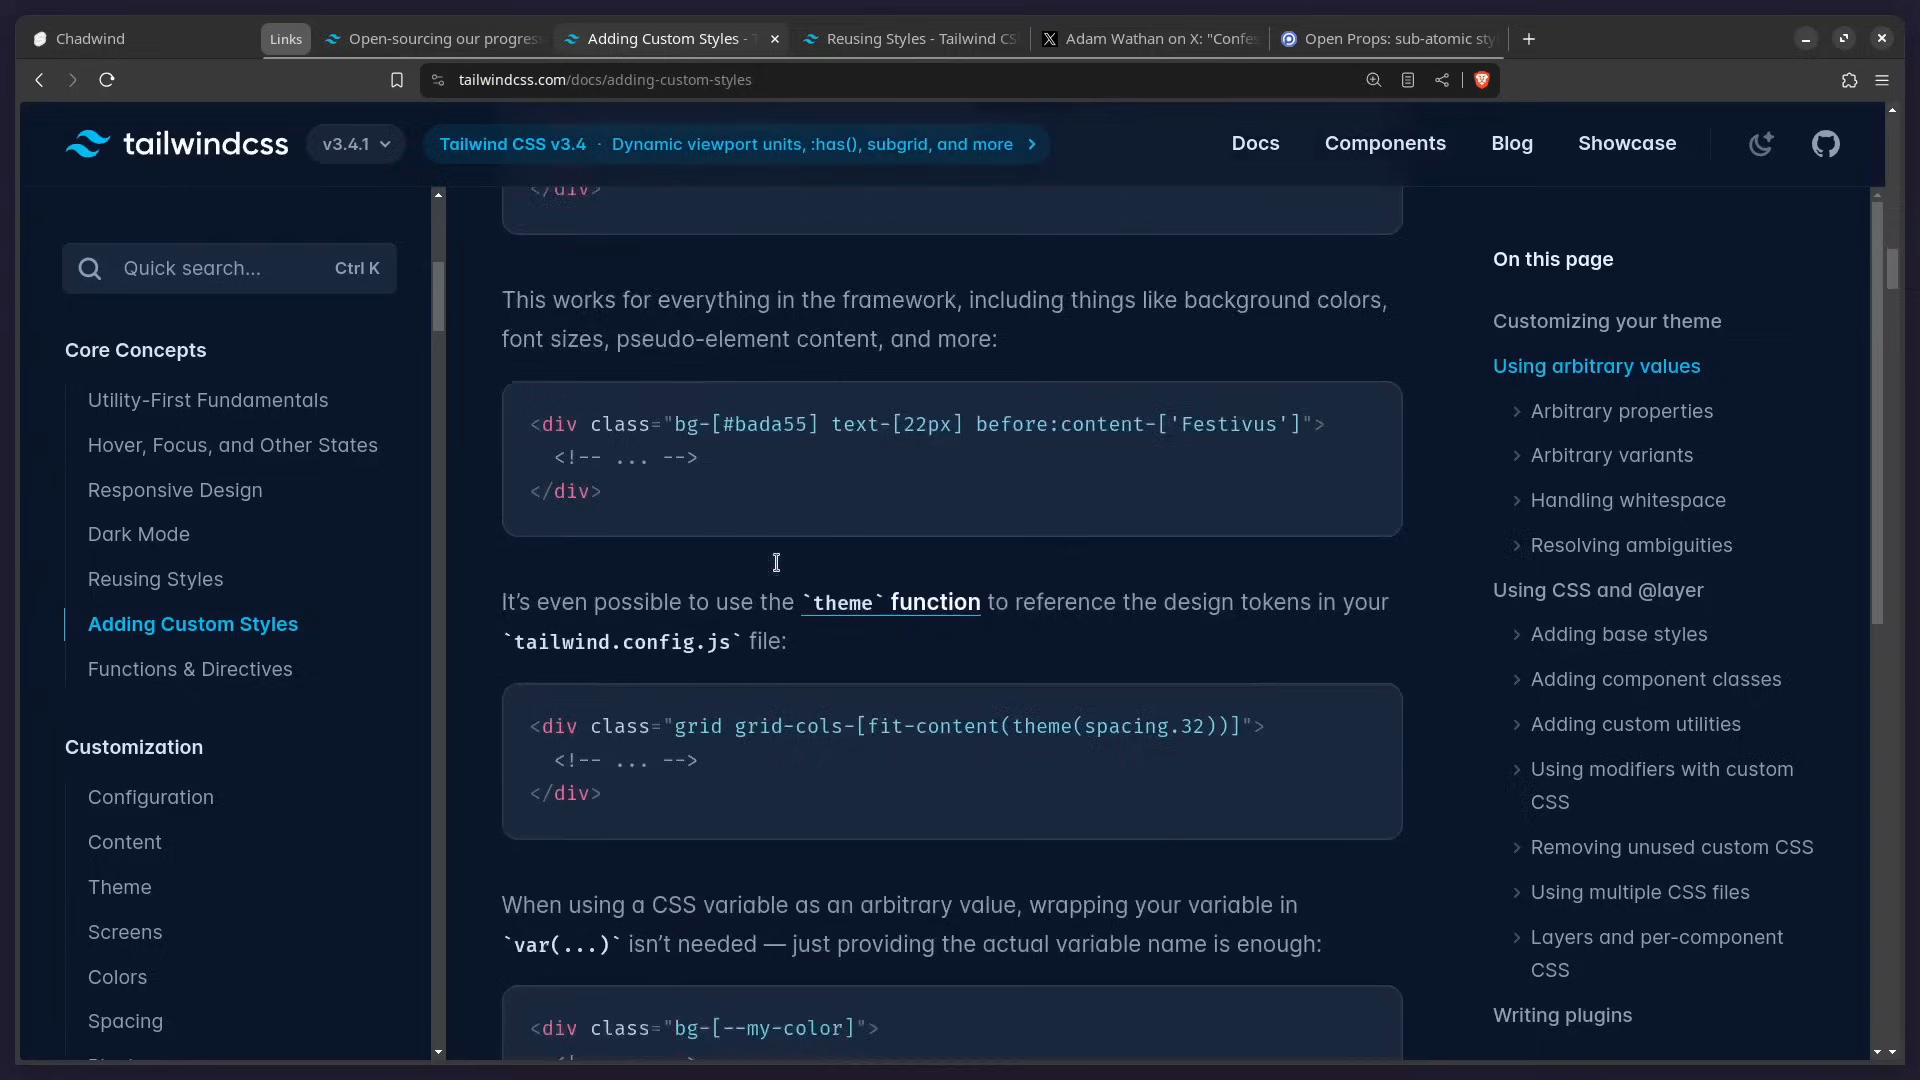 Chadwind
Links
Open-sourcing our progres
Adding Custom Styles -
Reusing Styles - Tailwind CS
Adam Wathan on X: "Confes
Open Props: sub-atomic sty
tailwindcss.com/docs/adding-custom-styles
tailwindcss
v3.4.1
Tailwind CSS v3.4 · Dynamic viewport units, :has(), subgrid, and more
Docs
Components
Blog
Showcase
Quick search...
Ctrl K
Core Concepts
Utility-First Fundamentals
Hover, Focus, and Other States
Responsive Design
Dark Mode
Reusing Styles
Adding Custom Styles
Functions & Directives
Customization
Configuration
Content
Theme
Screens
Colors
Spacing
</div>
This works for everything in the framework, including things like background colors,
font sizes, pseudo-element content, and more:
<div class="bg-[#bada55] text-[22px] before:content-['Festivus']">
<!-- ... -->
</div>
It’s even possible to use the `theme` function to reference the design tokens in your
`tailwind.config.js` file:
<div class="grid grid-cols-[fit-content(theme(spacing.32))]">
<!-- ... -->
</div>
When using a CSS variable as an arbitrary value, wrapping your variable in
`var(...)` isn’t needed — just providing the actual variable name is enough:
<div class="bg-[--my-color]">
On this page
Customizing your theme
Using arbitrary values
Arbitrary properties
Arbitrary variants
Handling whitespace
Resolving ambiguities
Using CSS and @layer
Adding base styles
Adding component classes
Adding custom utilities
Using modifiers with custom
CSS
Removing unused custom CSS
Using multiple CSS files
Layers and per-component
CSS
Writing plugins